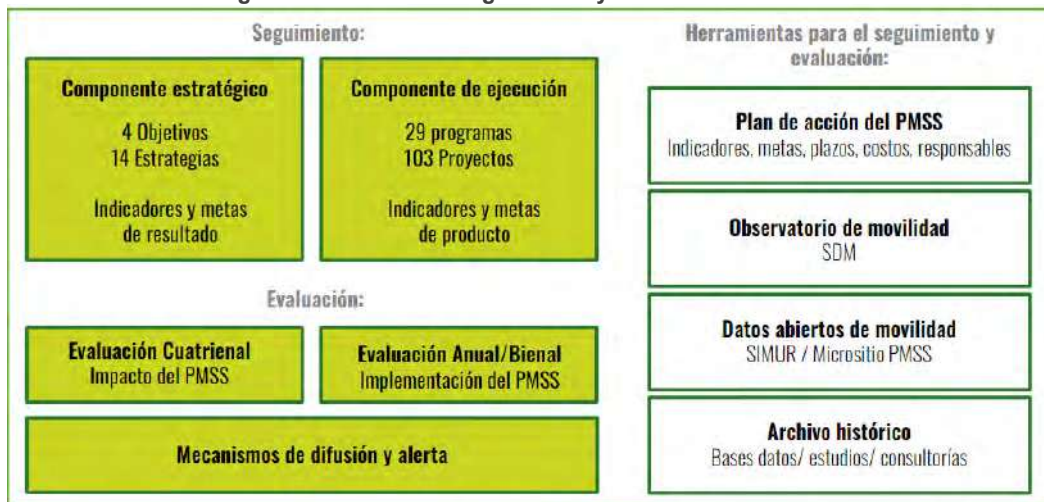 Seguimiento:
Componente estratégico
4 Objetivos
14 Estrategias
Indicadores y metas
de resultado
Componente de ejecución
29 programas
103 Proyectos
Indicadores y metas
de producto
Evaluación:
Evaluación Cuatrienal
Impacto del PMSS
Evaluación Anual/Bienal
Implementación del PMSS
Mecanismos de difusión y alerta
Herramientas para el seguimiento y
evaluación:
Plan de acción del PMSS
Indicadores, metas, plazos, costos, responsables
Observatorio de movilidad
SDM
Datos abiertos de movilidad
SIMUR / Micrositio PMSS
Archivo histórico
Bases datos/ estudios/ consultorías